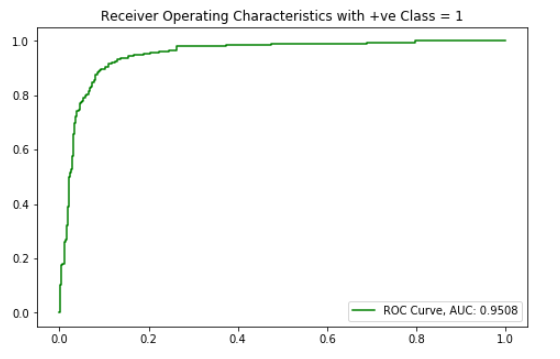 Receiver Operating Characteristics with +ve Class = 1
1.0
0.8
0.6
0.4
0.2
0.0
ROC Curve, AUC: 0.9508
0.0 0.2 0.4 0.6 0.8 1.0